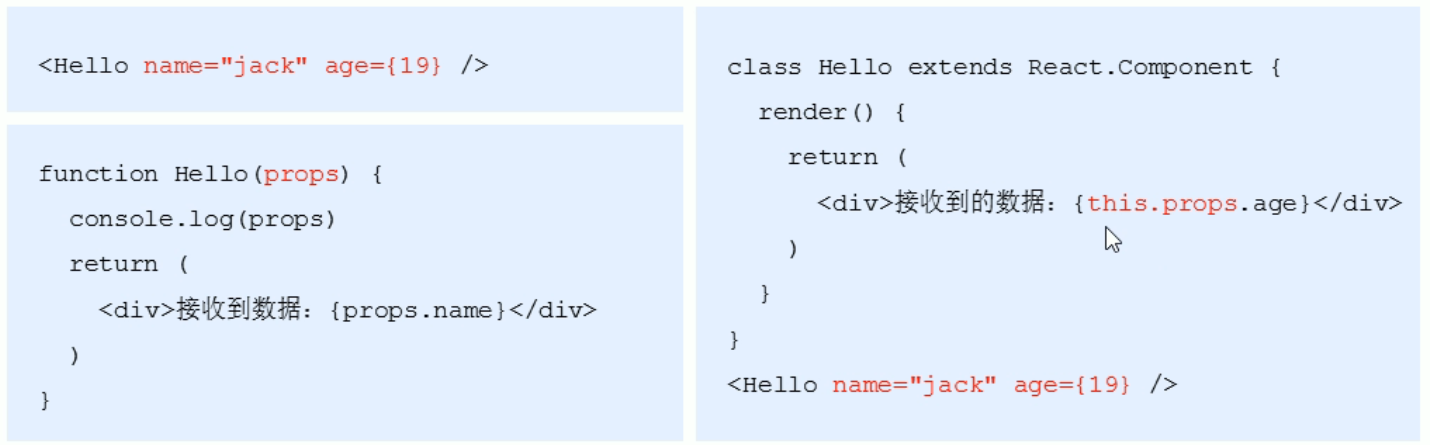 <Hello name="jack" age={19} />
function Hello(props) {
console.log(props)
return (
<div>接收到数据：{props.name}</div>
)
}
class Hello extends React.Component {
render() {
return (
<div>接收到的数据：{this.props.age}</div>
)
}
}
<Hello name="jack" age={19} />